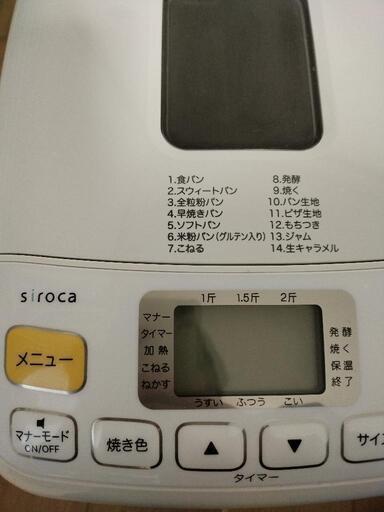 1.食パン
2.スウィートパン
3.全粒粉パン
4.早焼きパン
5.ソフトパン
6.米粉パン(グルテン入り)
7.こねる
8.発酵
9.焼く
10.パン生地
11.ピザ生地
12.もちつき
13.ジャム
14.生キャラメル
siroca
1斤 1.5斤 2斤
マナー
タイマー
加熱
こねる
ねかす
発酵
焼く
保温
終了
うすい ふつう こい
メニュー
マナーモード
ON/OFF
焼き色
▲
▼
タイマー
サイ